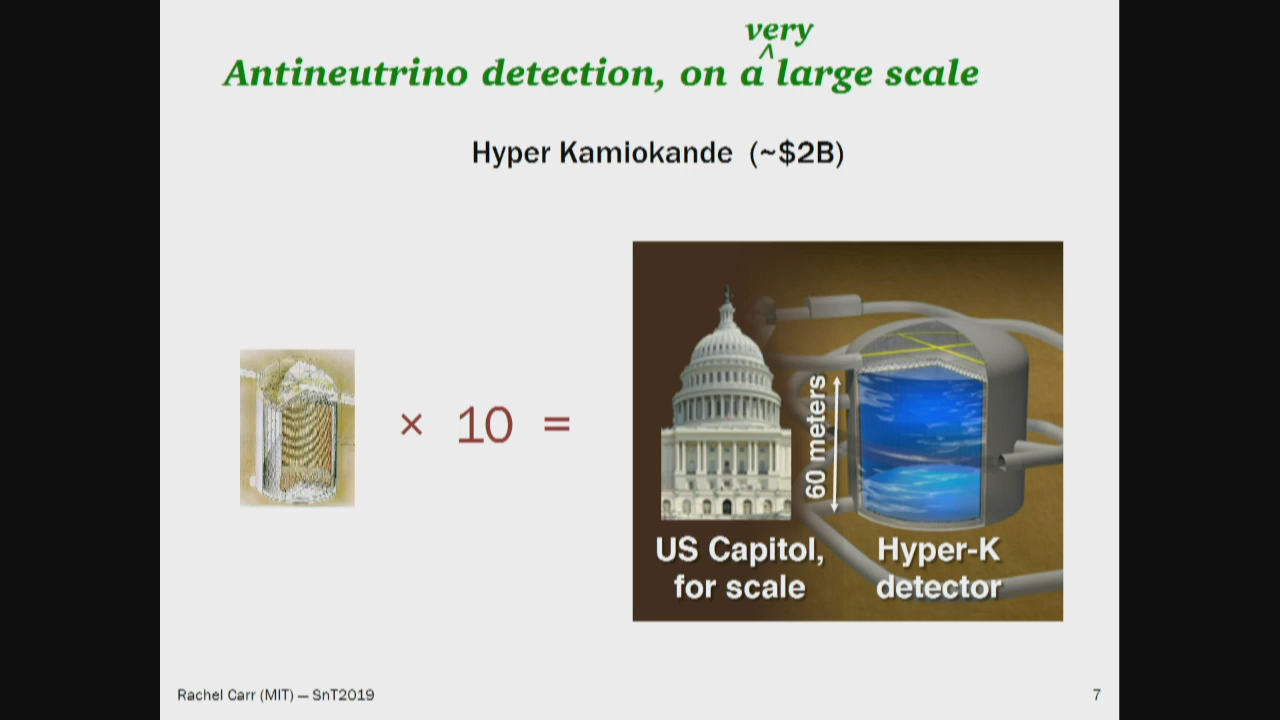 very
^
Antineutrino detection, on a large scale
Hyper Kamiokande (~$2B)
× 10 =
60 meters
US Capitol,
for scale
Hyper-K
detector
Rachel Carr (MIT) — SnT2019
7